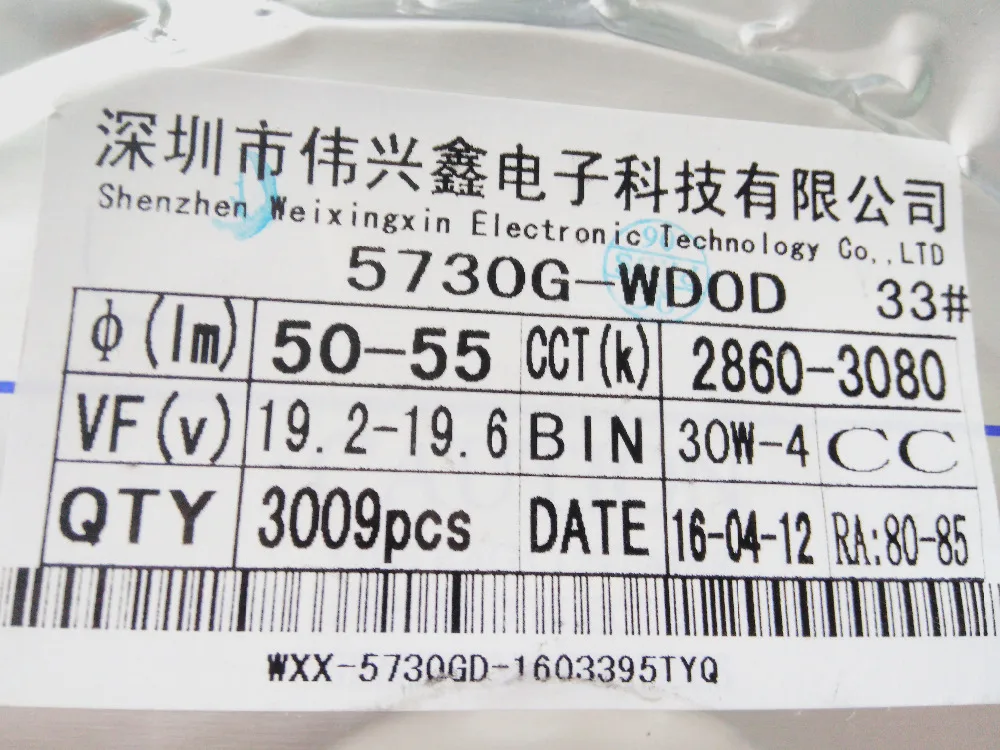 深圳市伟兴鑫电子科技有限公司
Shenzhen Weixingxin Electronic Technology Co,.LTD
5730G-WD0D 33#
ф(lm) 50-55 CCT(k) 2860-3080
VF(v) 19.2-19.6 BIN 30W-4 CC
QTY 3009pcs DATE 16-04-12 RA:80-85
WXX-5730GD-1603395TYQ